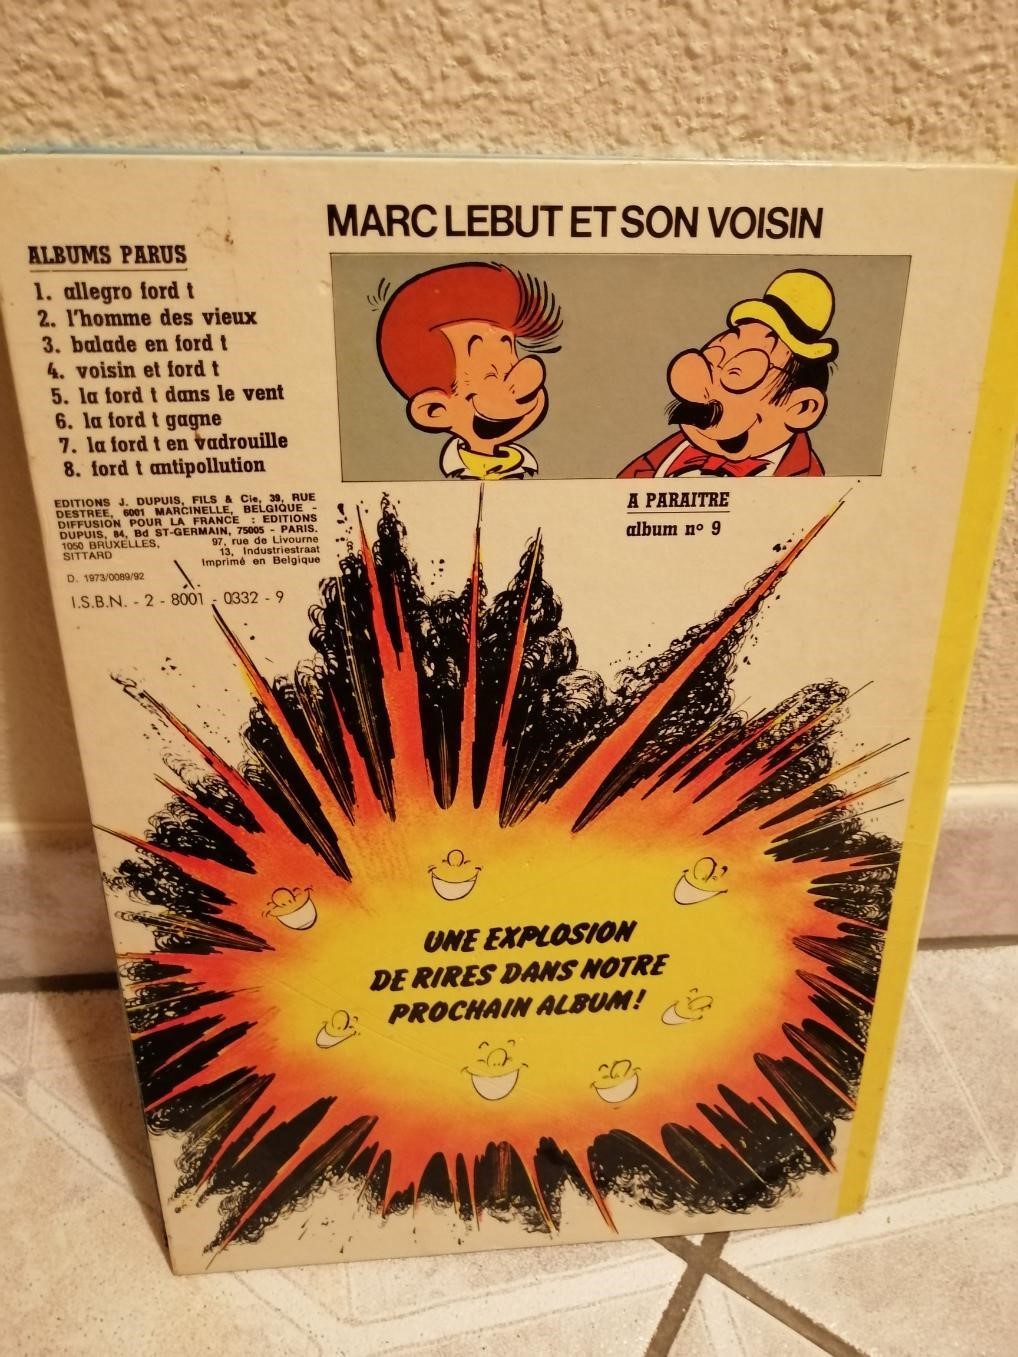 MARC LEBUT ET SON VOISIN
ALBUMS PARUS
1. allegro ford t
2. l'homme des vieux
3. balade en ford t
4. voisin et ford t
5. la ford t dans le vent
6. la ford t gagne
7. la ford t en vadrouille
8. ford t antipollution
EDITIONS J. DUPUIS, FILS & Cie, 39, RUE
DESTREE, 6001 MARCINELLE, BELGIQUE -
DIFFUSION POUR LA FRANCE : EDITIONS
DUPUIS, 84, Bd ST-GERMAIN, 75005 - PARIS.
1050 BRUXELLES, 97, rue de Livourne
SITTARD 13, Industriestraat
Imprimé en Belgique
D. 1973/0089/92
I.S.B.N. - 2 - 8001 - 0332 - 9
A PARAITRE
album nº 9
UNE EXPLOSION
DE RIRES DANS NOTRE
PROCHAIN ALBUM!